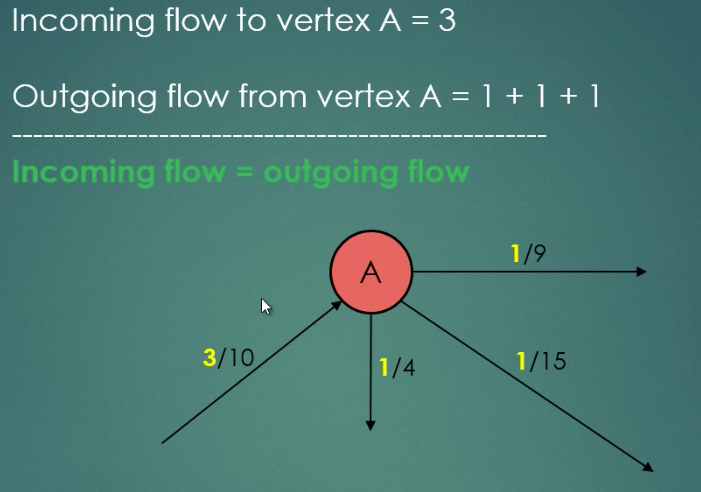 Incoming flow to vertex A = 3
Outgoing flow from vertex A = 1 + 1 + 1
--------------------------------------------------
Incoming flow = outgoing flow
1/9
A
3/10
1/4
1/15